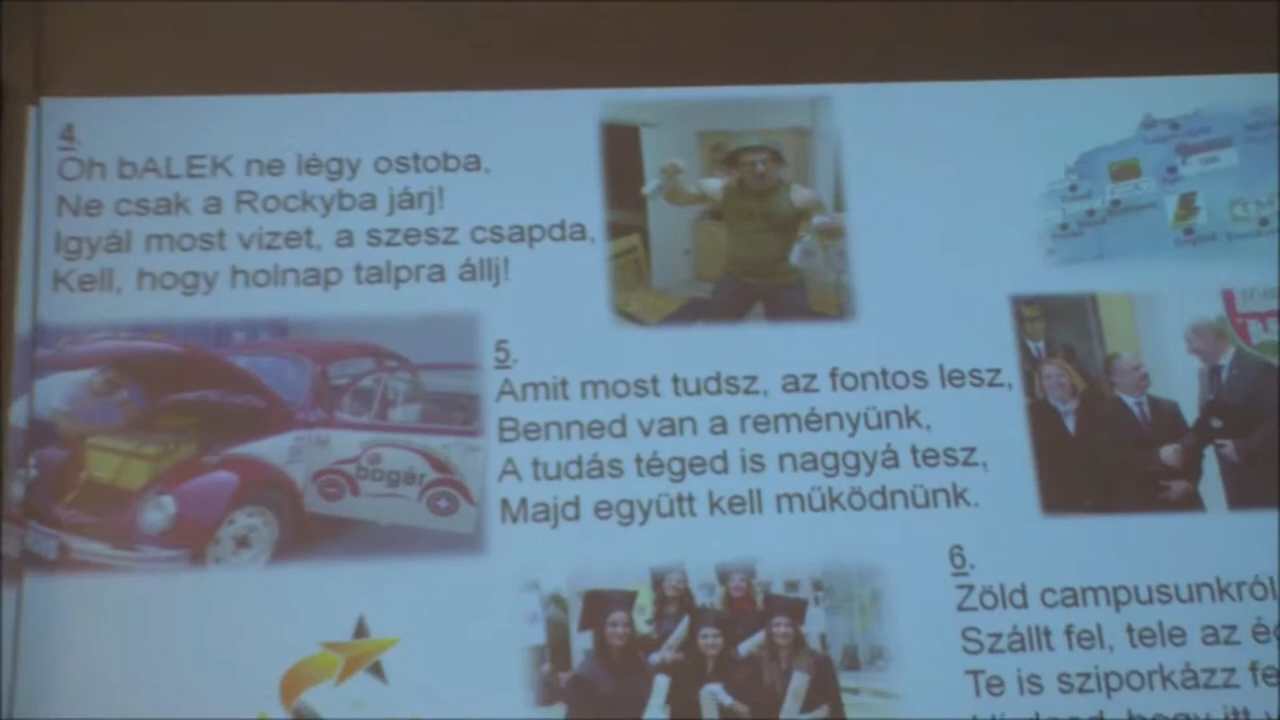 4.
Oh bALEK ne légy ostoba,
Ne csak a Rockyba járj!
Igyál most vizet, a szesz csapda,
Kell, hogy holnap talpra állj!
5.
Amit most tudsz, az fontos lesz,
Benned van a reményünk,
A tudás téged is naggyá tesz,
Majd együtt kell működnünk.
bogár
6.
Zöld campusunkról
Szállt fel, tele az
Te is sziporkázz